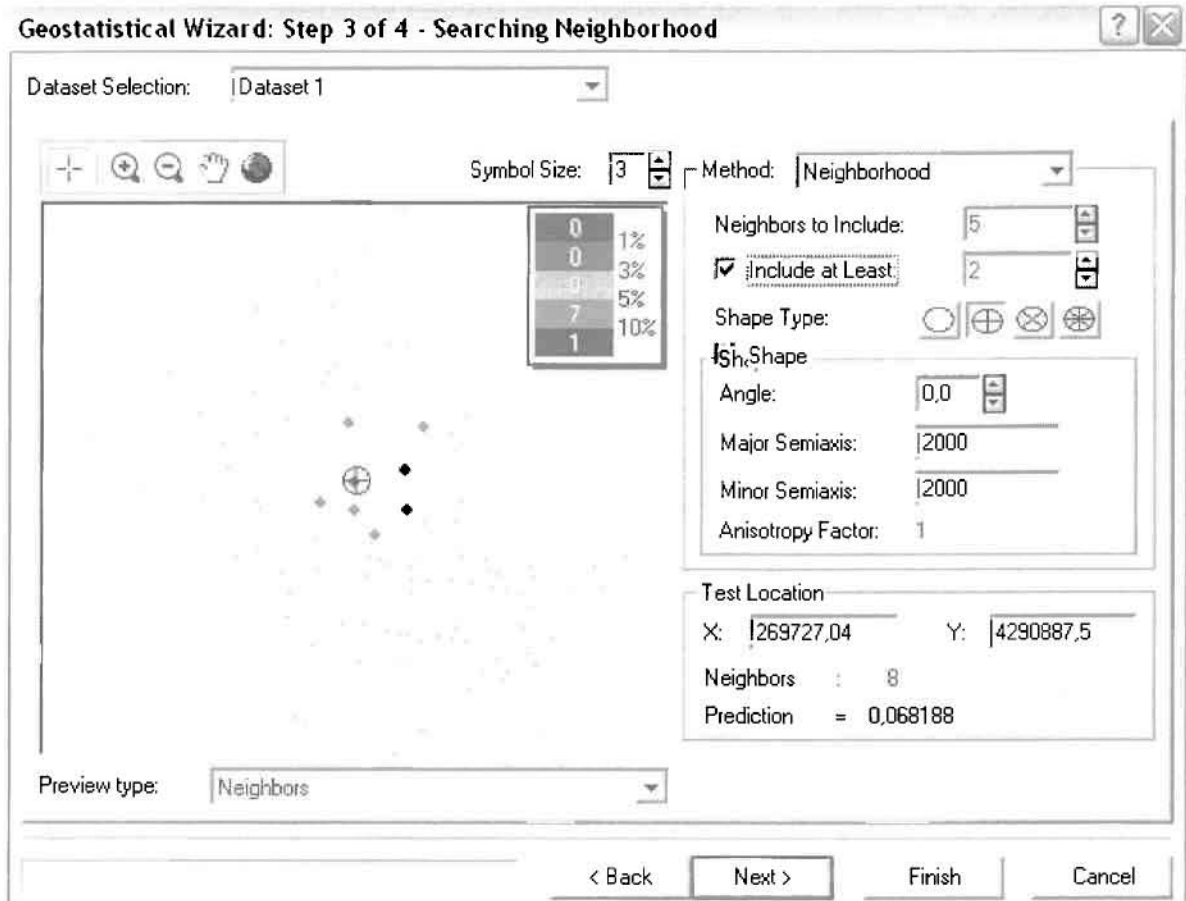 Geostatistical Wizard: Step 3 of 4 - Searching Neighborhood
?
Dataset Selection: Dataset 1
Symbol Size: 3
0
0
7
1
1%
3%
5%
10%
Method: Neighborhood
Neighbors to Include: 5
Include at Least: 2
Shape Type:
Shape
Angle: 0,0
Major Semiaxis: 2000
Minor Semiaxis: 2000
Anisotropy Factor: 1
Test Location
X: 269727,04 Y: 4290887,5
Neighbors : 8
Prediction = 0,068188
Preview type: Neighbors
< Back
Next >
Finish
Cancel